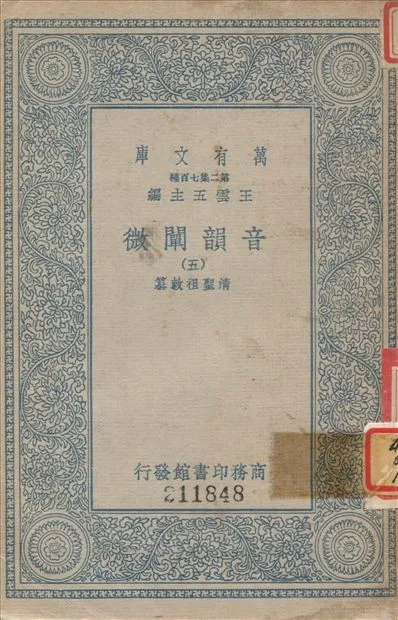 萬有文庫
第二集七百種
王雲五主編
音韻闡微
(五)
清聖祖敕纂
商務印書館發行
211848